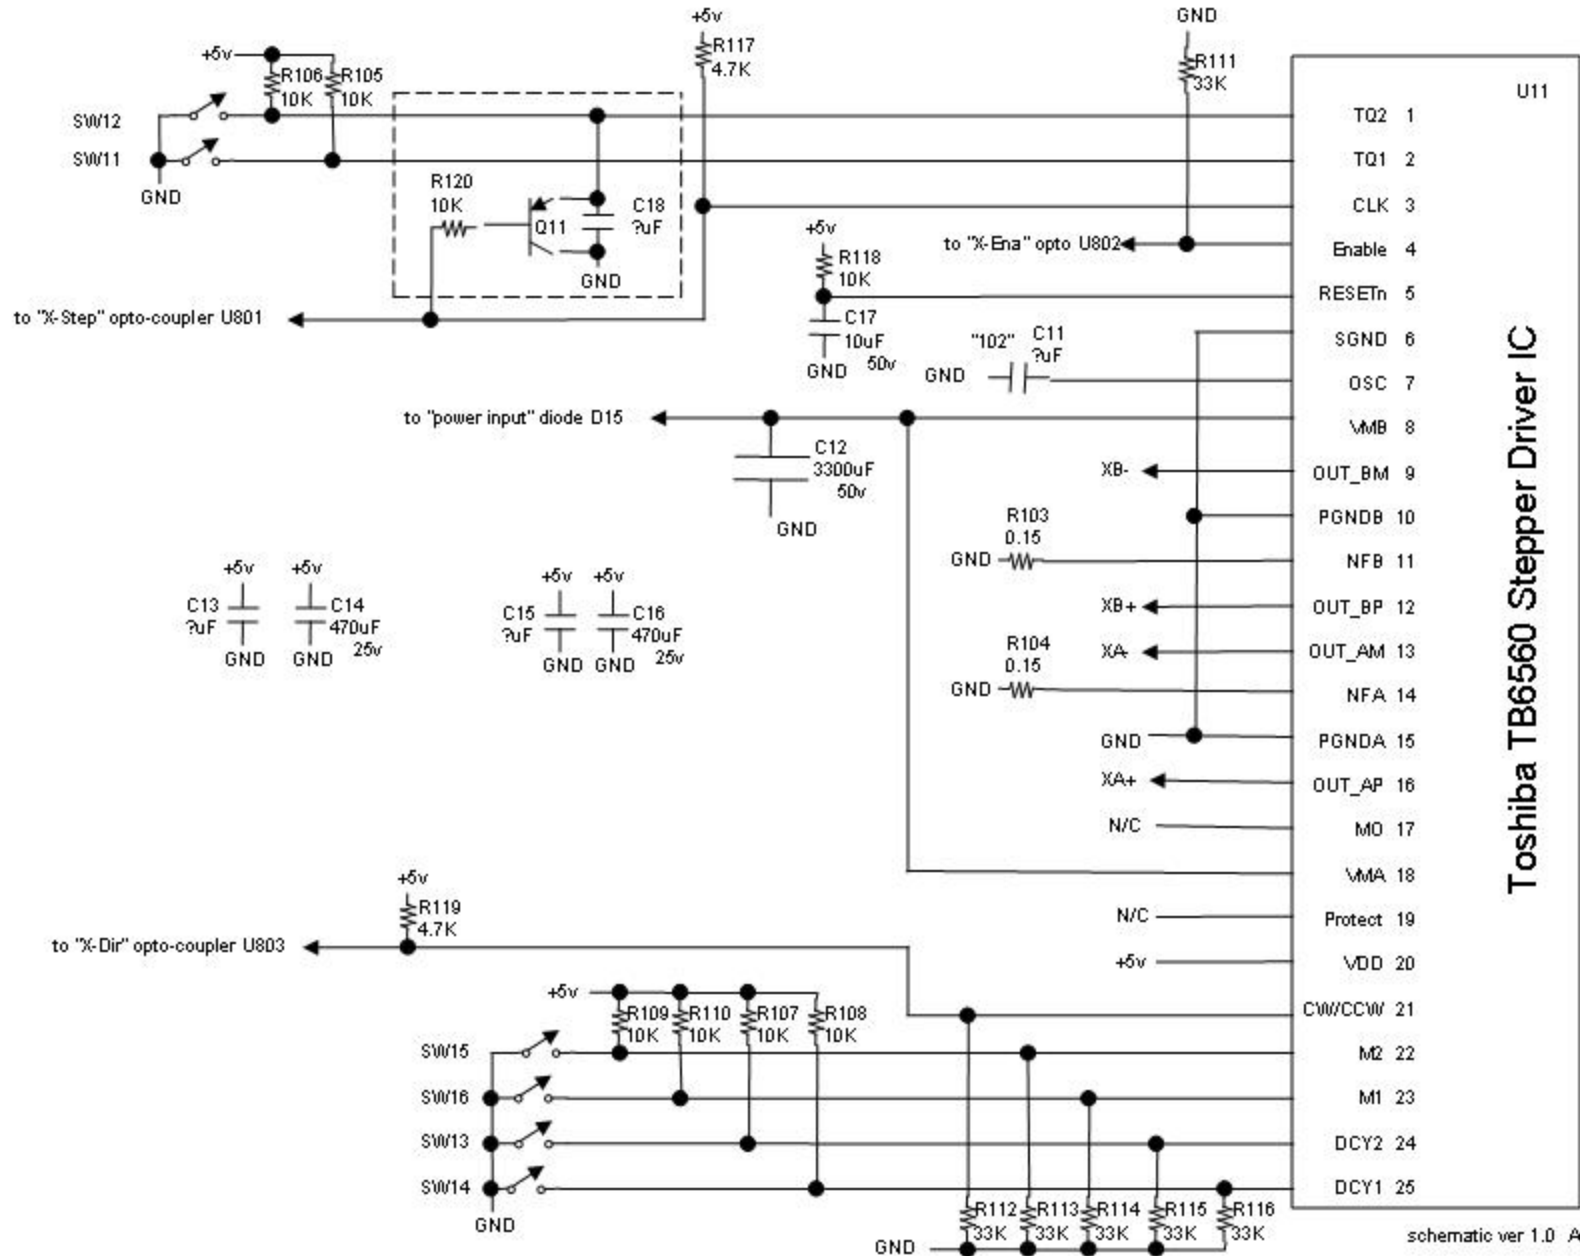 +5v
GND
R117
4.7K
+5v
R106
10K
R105
10K
R111
33K
U11
SW12
SW11
GND
TQ2 1
TQ1 2
R120
10K
Q11
C18
?uF
GND
CLK 3
+5v
to "X-Ena" opto U802
Enable 4
R118
10K
to "X-Step" opto-coupler U801
RESETn 5
C17
10uF
50v
GND
SGND 6
"102"
C11
?uF
GND
OSC 7
to "power input" diode D15
VMB 8
C12
3300uF
50v
GND
XB-
OUT_BM 9
PGNDB 10
R103
0.15
GND
NFB 11
+5v
+5v
+5v
+5v
C13
?uF
GND
C14
470uF
25v
GND
C15
?uF
GND
C16
470uF
25v
GND
XB+
OUT_BP 12
XA-
OUT_AM 13
R104
0.15
GND
NFA 14
GND
PGNDA 15
XA+
OUT_AP 16
N/C
MO 17
VMA 18
N/C
Protect 19
+5v
VDD 20
Toshiba TB6560 Stepper Driver IC
+5v
R119
4.7K
to "X-Dir" opto-coupler U803
CW/CCW 21
+5v
R109
10K
R110
10K
R107
10K
R108
10K
SW15
M2 22
SW16
M1 23
SW13
DCY2 24
SW14
DCY1 25
GND
R112
33K
R113
33K
R114
33K
R115
33K
R116
33K
GND
schematic ver 1.0 A